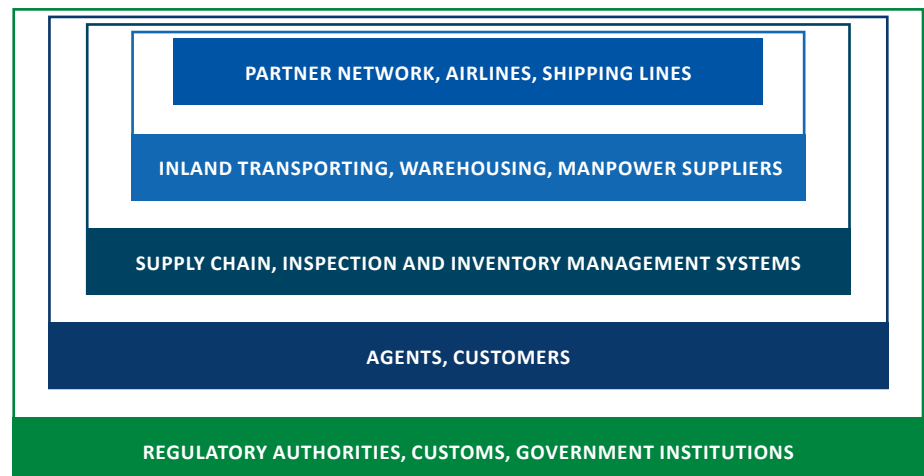 PARTNER NETWORK, AIRLINES, SHIPPING LINES
INLAND TRANSPORTING, WAREHOUSING, MANPOWER SUPPLIERS
SUPPLY CHAIN, INSPECTION AND INVENTORY MANAGEMENT SYSTEMS
AGENTS, CUSTOMERS
REGULATORY AUTHORITIES, CUSTOMS, GOVERNMENT INSTITUTIONS